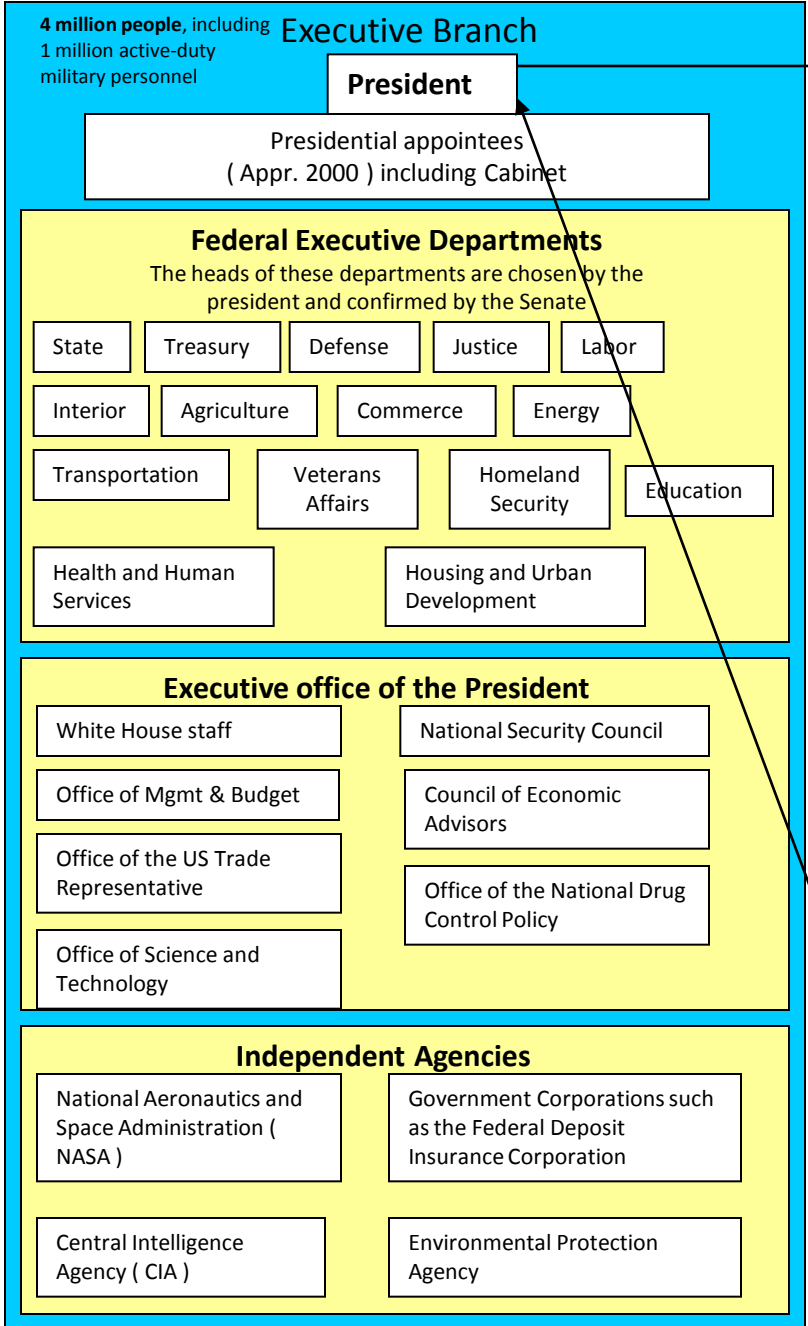 4 million people, including
1 million active-duty
military personnel
Executive Branch
President
Presidential appointees
( Appr. 2000 ) including Cabinet
Federal Executive Departments
The heads of these departments are chosen by the
president and confirmed by the Senate
State
Treasury
Defense
Justice
Labor
Interior
Agriculture
Commerce
Energy
Transportation
Veterans
Affairs
Homeland
Security
Education
Health and Human
Services
Housing and Urban
Development
Executive office of the President
White House staff
National Security Council
Office of Mgmt & Budget
Council of Economic
Advisors
Office of the US Trade
Representative
Office of the National Drug
Control Policy
Office of Science and
Technology
Independent Agencies
National Aeronautics and
Space Administration (
NASA )
Government Corporations such
as the Federal Deposit
Insurance Corporation
Central Intelligence
Agency ( CIA )
Environmental Protection
Agency